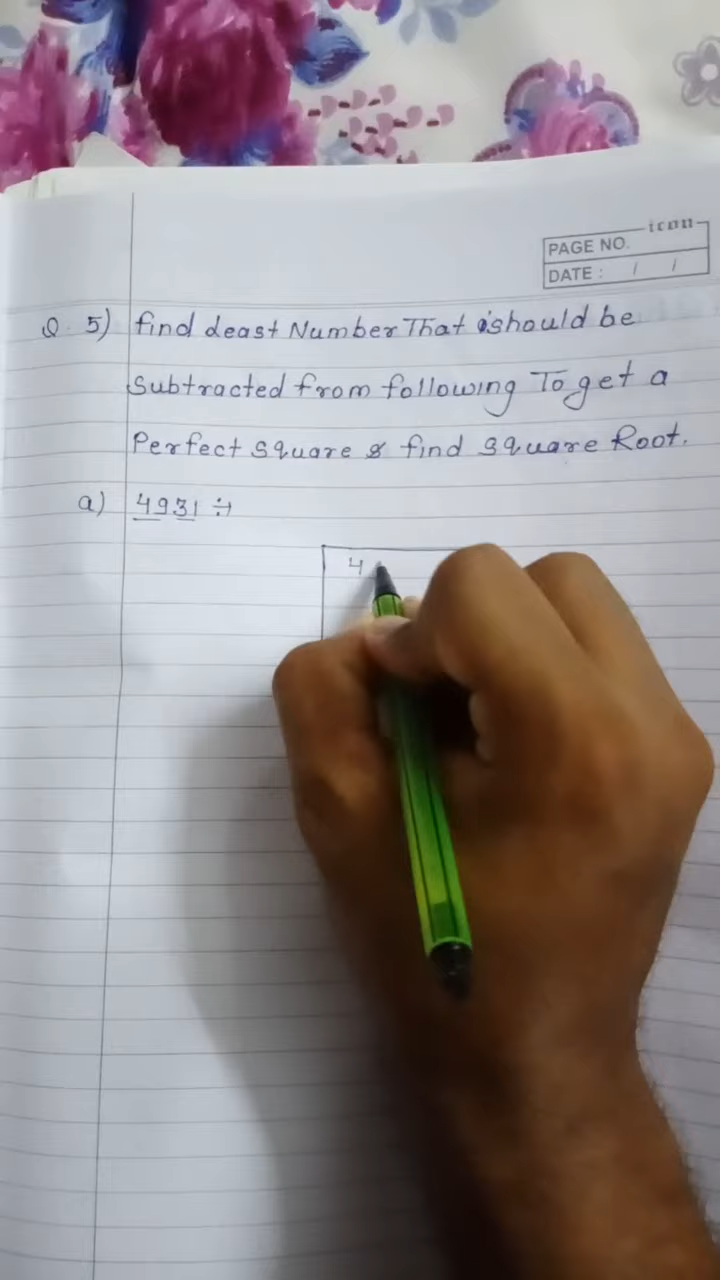 icon
PAGE NO.
DATE : / /
Q. 5) find deast Number That should be
Subtracted from following To get a
Perfect square & find square Root.
a) 4931 ÷
4